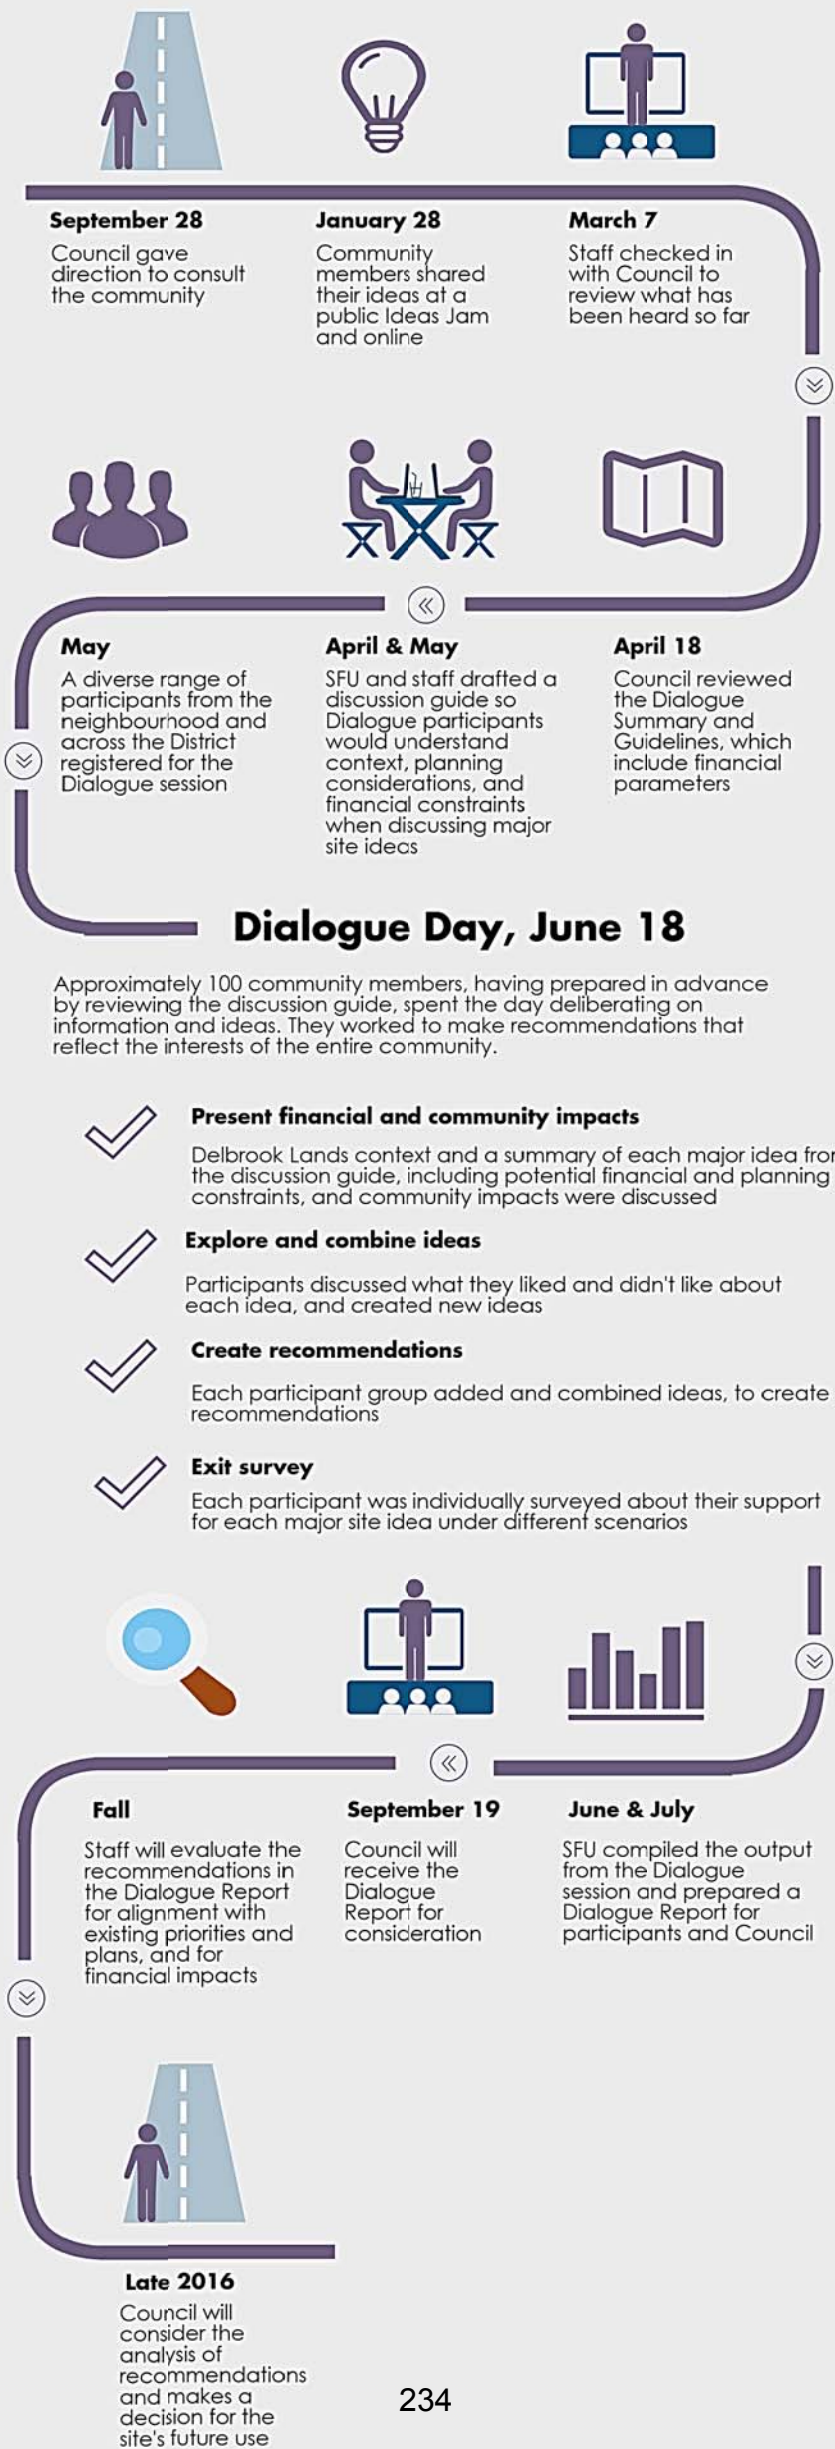 September 28
Council gave
direction to consult
the community
January 28
Community
members shared
their ideas at a
public Ideas Jam
and online
March 7
Staff checked in
with Council to
review what has
been heard so far
April 18
Council reviewed
the Dialogue
Summary and
Guidelines, which
include financial
parameters
April & May
SFU and staff drafted a
discussion guide so
Dialogue participants
would understand
context, planning
considerations, and
financial constraints
when discussing major
site ideas
May
A diverse range of
participants from the
neighbourhood and
across the District
registered for the
Dialogue session
Dialogue Day, June 18
Approximately 100 community members, having prepared in advance
by reviewing the discussion guide, spent the day deliberating on
information and ideas. They worked to make recommendations that
reflect the interests of the entire community.
Present financial and community impacts
Delbrook Lands context and a summary of each major idea from
the discussion guide, including potential financial and planning
constraints, and community impacts were discussed
Explore and combine ideas
Participants discussed what they liked and didn't like about
each idea, and created new ideas
Create recommendations
Each participant group added and combined ideas, to create
recommendations
Exit survey
Each participant was individually surveyed about their support
for each major site idea under different scenarios
June & July
SFU compiled the output
from the Dialogue
session and prepared a
Dialogue Report for
participants and Council
September 19
Council will
receive the
Dialogue
Report for
consideration
Fall
Staff will evaluate the
recommendations in
the Dialogue Report
for alignment with
existing priorities and
plans, and for
financial impacts
Late 2016
Council will
consider the
analysis of
recommendations
and makes a
decision for the
site's future use
234